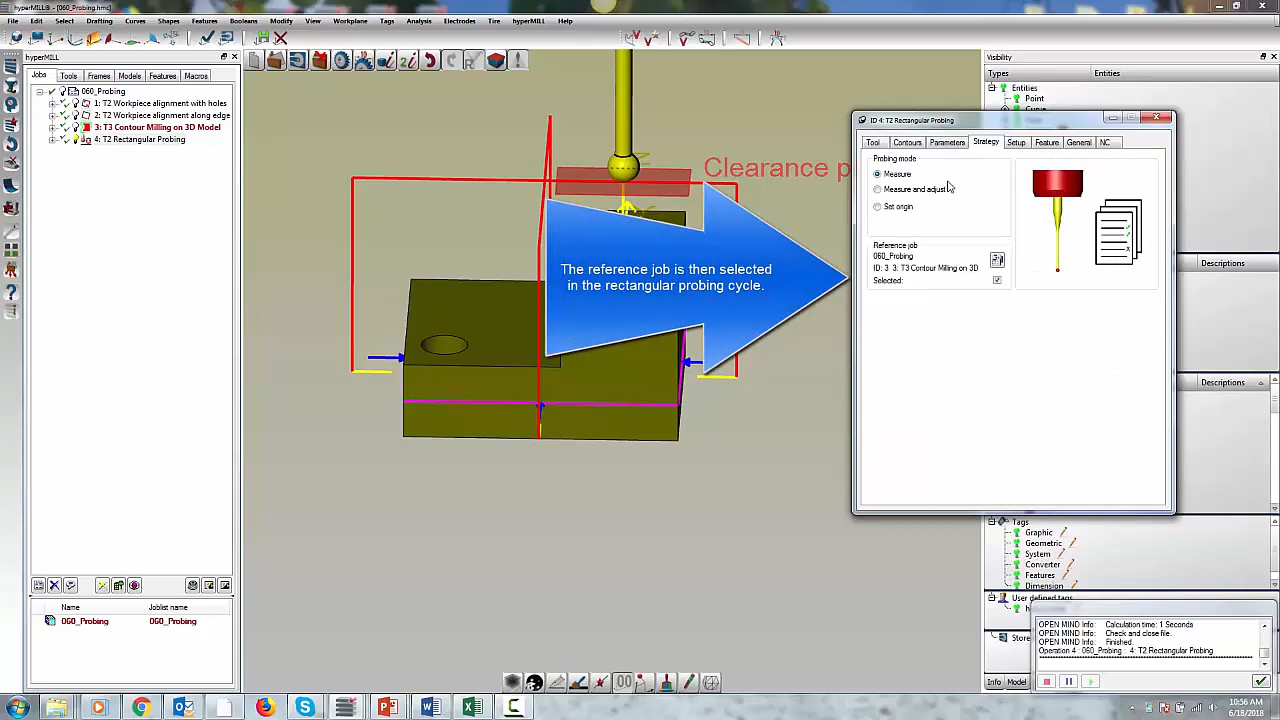 hyperMILL® - [060_Probing.hmc]
File Edit Select Drafting Curves Shapes Features Booleans Modify View Workplane Tags Analysis Electrodes Tire hyperMILL Help
hyperMILL
Jobs Tools Frames Models Features Macros
060_Probing
1: T2 Workpiece alignment with holes
2: T2 Workpiece alignment along edge
3: T3 Contour Milling on 3D Model
4: T2 Rectangular Probing
Name Joblist name
060_Probing 060_Probing
Clearance p
The reference job is then selected
in the rectangular probing cycle.
ID 4: T2 Rectangular Probing
Tool Contours Parameters Strategy Setup Feature General NC
Probing mode
Measure
Measure and adjust
Set origin
Reference job
060_Probing
ID: 3 3: T3 Contour Milling on 3D
Selected:
Visibility
Types Entities
Entities
Point
Descriptions
Descriptions
Tags
Graphic
Geometric
System
Converter
Features
Dimension
User defined tags
Info Model
OPEN MIND Info: Calculation time: 1 Seconds
OPEN MIND Info: Check and close file.
OPEN MIND Info: Finished.
Operation 4 : 060_Probing : 4: T2 Rectangular Probing
10:56 AM
6/18/2018